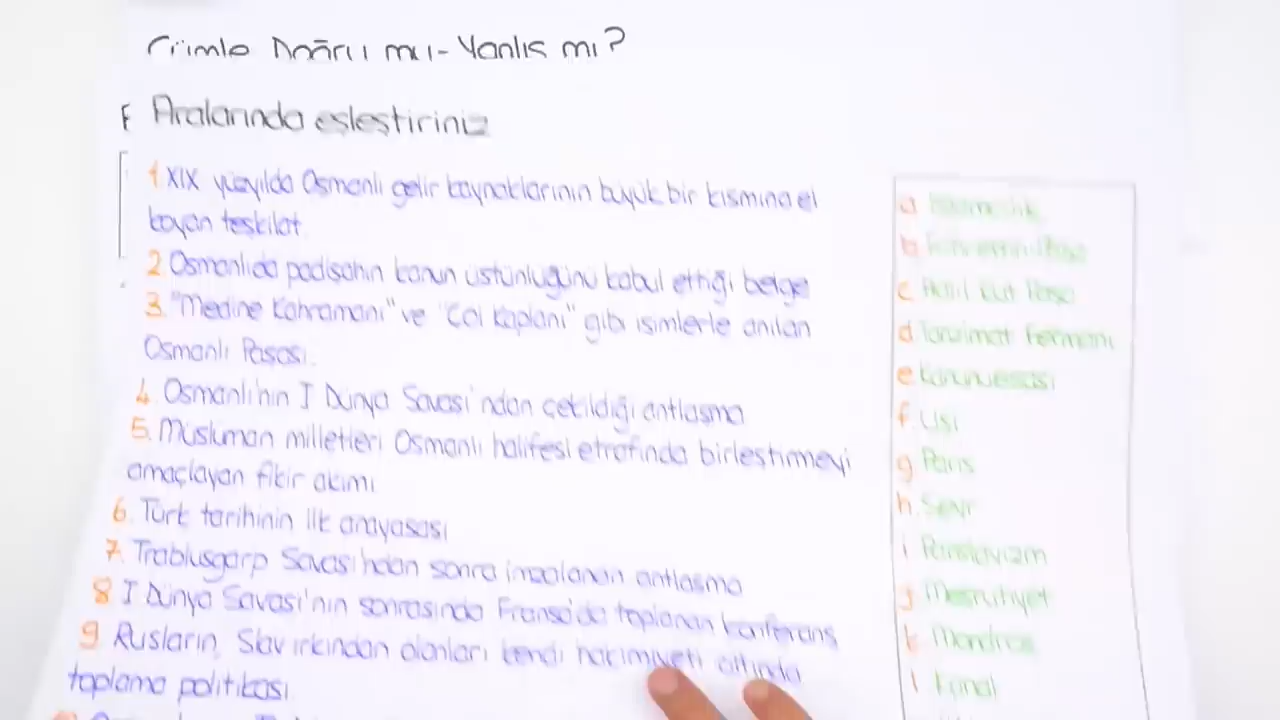 Cümle Doğru mu - Yanlış mı?
Aralarında eşleştiriniz
1. XIX yüzyılda Osmanlı gelir kaynaklarının büyük bir kısmına el
koyan teşkilat.
2. Osmanlıda padişahın kanun üstünlüğünü kabul ettiği belge
3. "Medine Kahramanı" ve "Çöl Kaplanı" gibi isimlerle anılan
Osmanlı Paşası.
4. Osmanlı'nın I Dünya Savaşı'ndan çekildiği antlaşma
5. Müslüman milletleri Osmanlı halifesi etrafında birleştirmeyi
amaçlayan fikir akımı
6. Türk tarihinin ilk anayasası
7. Trablusgarp Savaşı'ndan sonra imzalanan antlaşma
8. I Dünya Savaşı'nın sonrasında Fransa'da toplanan konferans
9. Rusların, Slav ırkından olanları kendi hakimiyeti altında
toplama politikası
a
b
c Halil Kut Paşa
d. Tanzimat Fermanı
e Kanunuesasi
f. Uşi
g Paris
h. Sevr
i Panslavizm
j Meşrutiyet
k Mondros
l Kanal